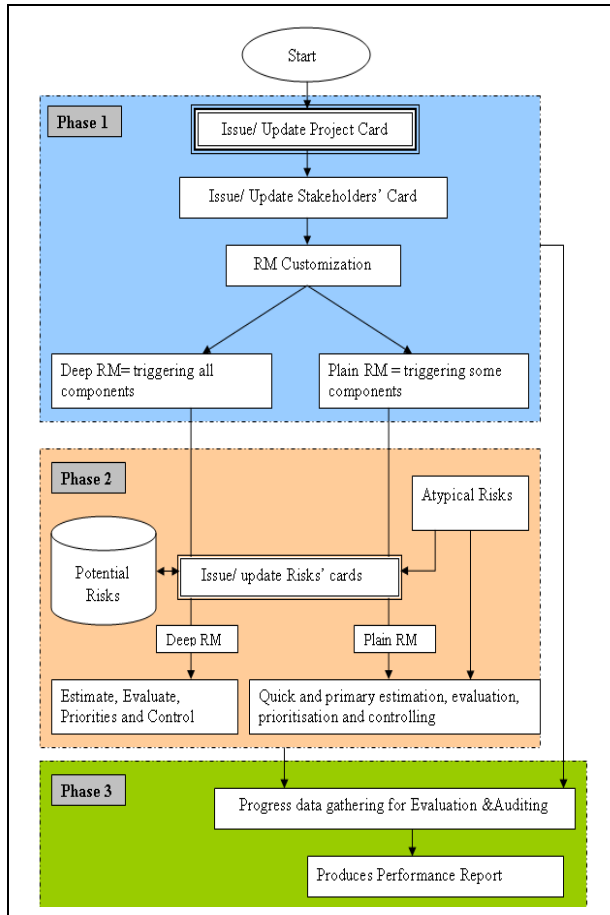 Start
Phase 1
Issue/ Update Project Card
Issue/ Update Stakeholders’ Card
RM Customization
Deep RM= triggering all
components
Plain RM = triggering some
components
Phase 2
Atypical Risks
Potential
Risks
Issue/ update Risks’ cards
Deep RM
Plain RM
Estimate, Evaluate,
Priorities and Control
Quick and primary estimation, evaluation,
prioritisation and controlling
Phase 3
Progress data gathering for Evaluation &Auditing
Produces Performance Report